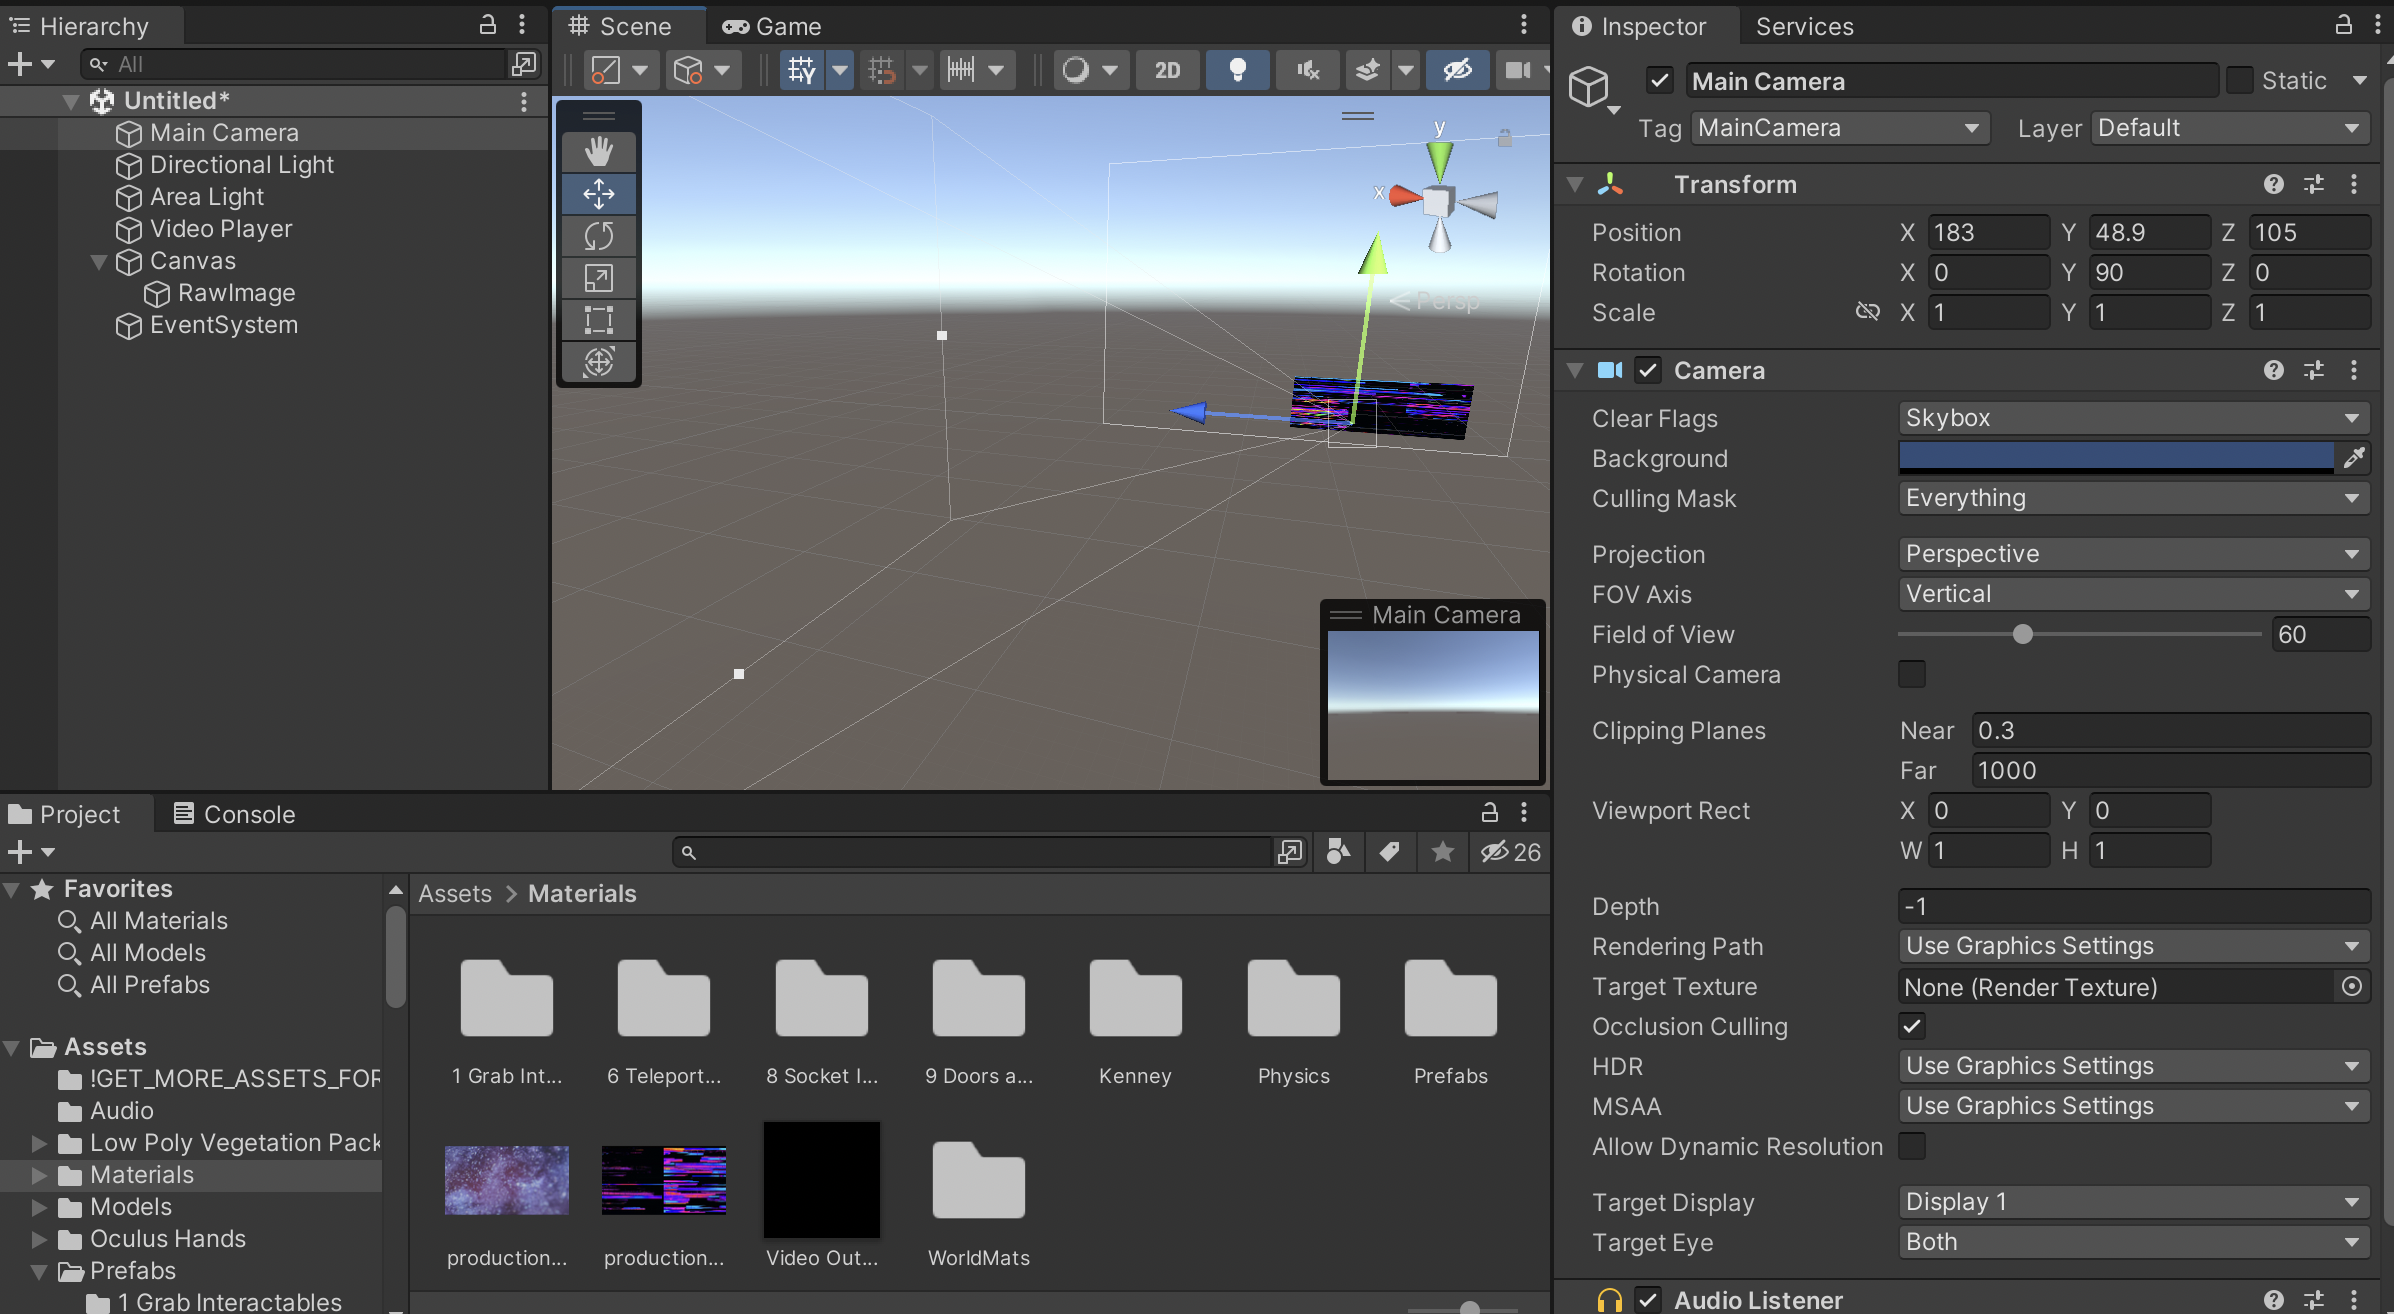 Hierarchy
All
Untitled*
Main Camera
Directional Light
Area Light
Video Player
Canvas
RawImage
EventSystem
Scene
Game
2D
y
x
Persp
Main Camera
Project
Console
26
Favorites
All Materials
All Models
All Prefabs
Assets
!GET_MORE_ASSETS_FOR
Audio
Low Poly Vegetation Pack
Materials
Models
Oculus Hands
Prefabs
1 Grab Interactables
Assets > Materials
1 Grab Int... 6 Teleport... 8 Socket I... 9 Doors a... Kenney Physics Prefabs
production... production... Video Out... WorldMats
Inspector
Services
Main Camera
Static
Tag MainCamera Layer Default
Transform
Position X 183 Y 48.9 Z 105
Rotation X 0 Y 90 Z 0
Scale X 1 Y 1 Z 1
Camera
Clear Flags Skybox
Background
Culling Mask Everything
Projection Perspective
FOV Axis Vertical
Field of View 60
Physical Camera
Clipping Planes Near 0.3
Far 1000
Viewport Rect X 0 Y 0
W 1 H 1
Depth -1
Rendering Path Use Graphics Settings
Target Texture None (Render Texture)
Occlusion Culling
HDR Use Graphics Settings
MSAA Use Graphics Settings
Allow Dynamic Resolution
Target Display Display 1
Target Eye Both
Audio Listener